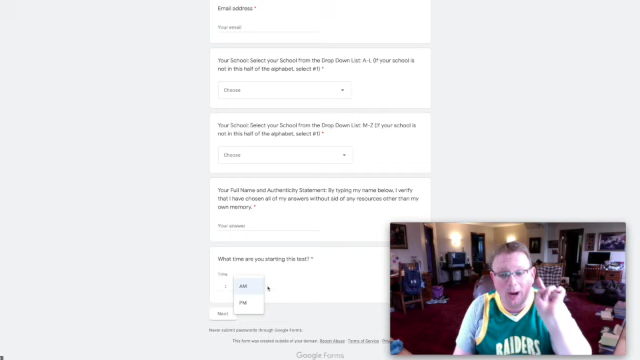 Email address *
Your email
Your School: Select your School from the Drop Down List: A-L (If your school is
not in this half of the alphabet, select #1) *
Choose
Your School: Select your School from the Drop Down List: M-Z (If your school is
not in this half of the alphabet, select #1) *
Choose
Your Full Name and Authenticity Statement: By typing my name below, I verify
that I have chosen all of my answers without aid of any resources other than my
own memory. *
Your answer
What time are you starting this test? *
Time
:
AM
PM
Next
Never submit passwords through Google Forms.
This form was created outside of your domain. Report Abuse - Terms of Service -
Google Forms
RAIDERS